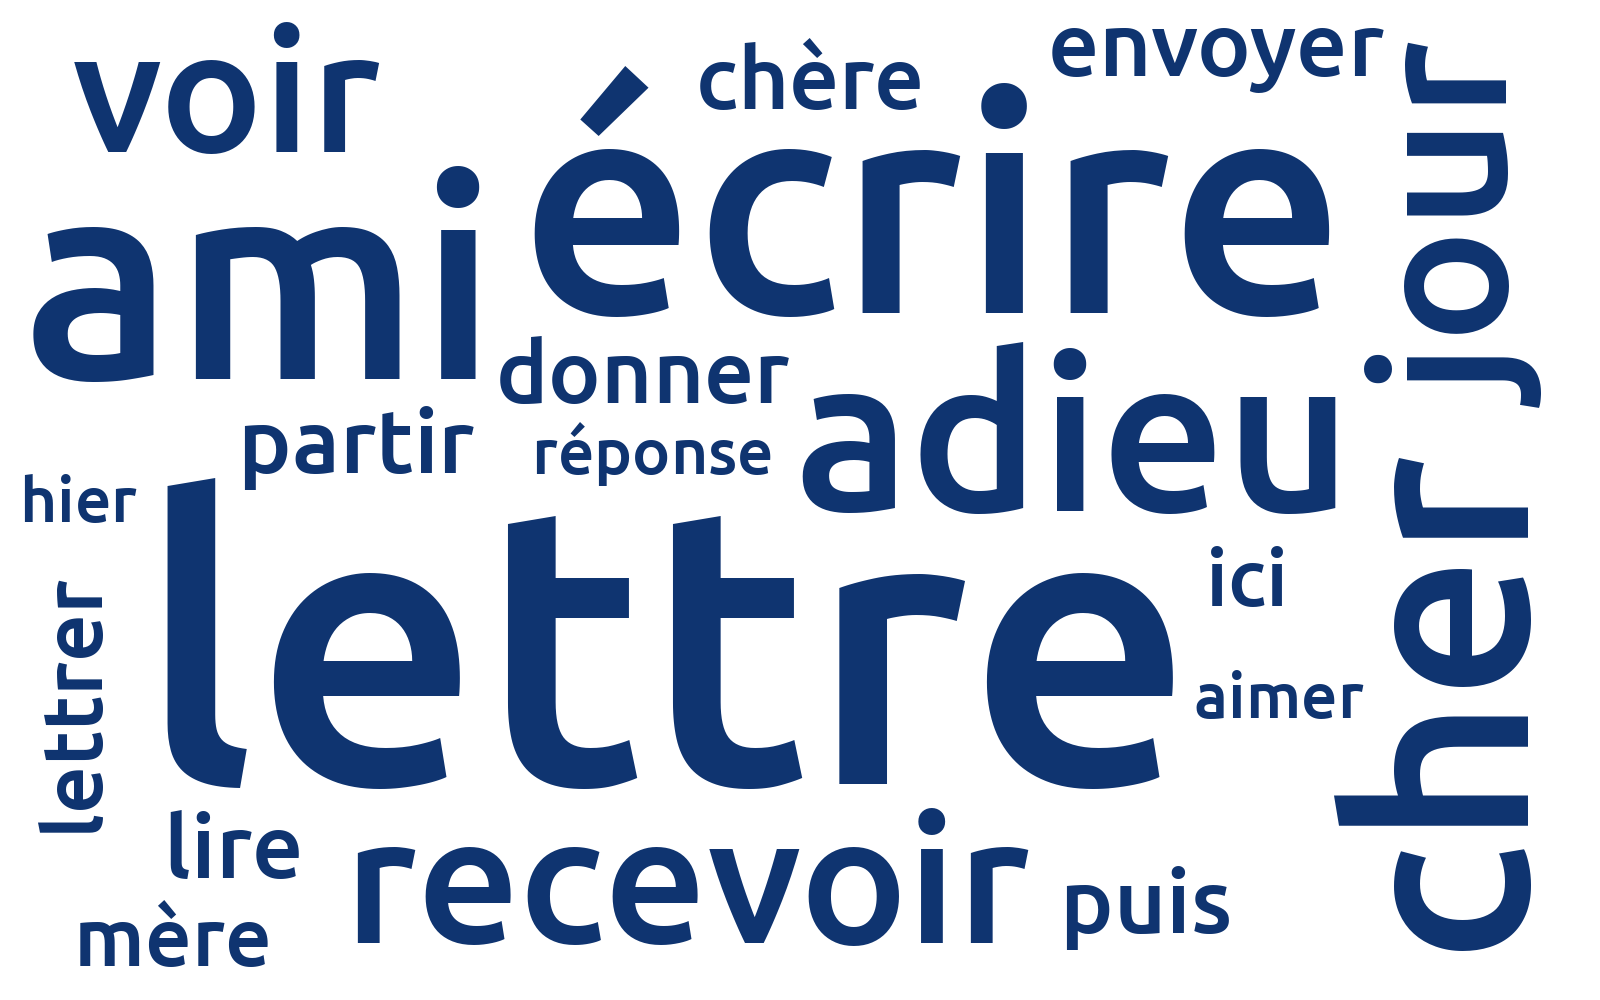 voir
chère
envoyer
écrire
ami
jour
donner
adieu
partir
réponse
hier
lettre
cher
ici
lettrer
aimer
lire
recevoir
puis
mère